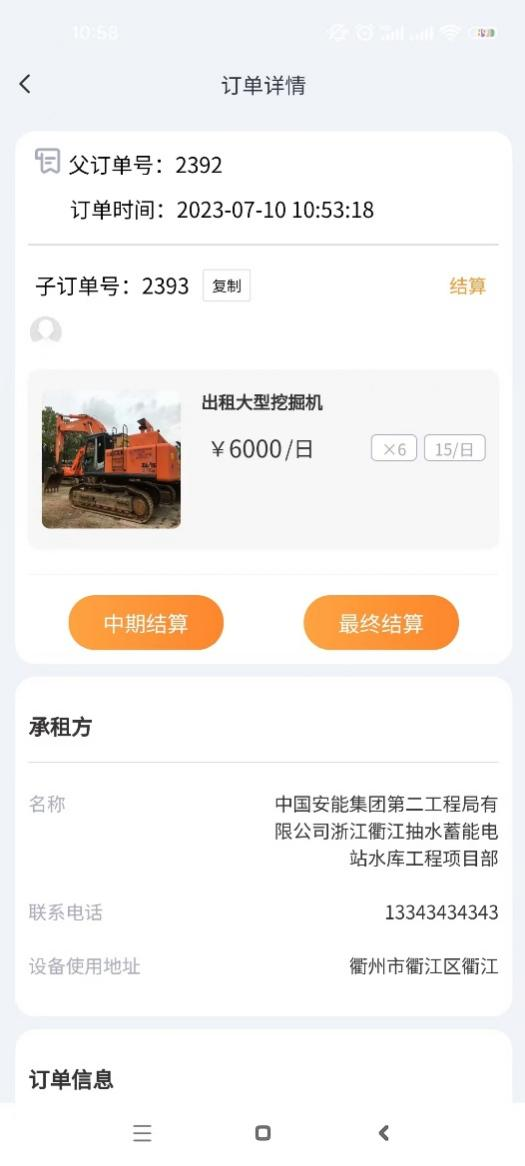 10:58
订单详情
父订单号：2392
订单时间：2023-07-10 10:53:18
子订单号：2393 复制 结算
出租大型挖掘机
￥6000/日 ×6 15/日
中期结算 最终结算
承租方
名称 中国安能集团第二工程局有
限公司浙江衢江抽水蓄能电
站水库工程项目部
联系电话 13343434343
设备使用地址 衢州市衢江区衢江
订单信息